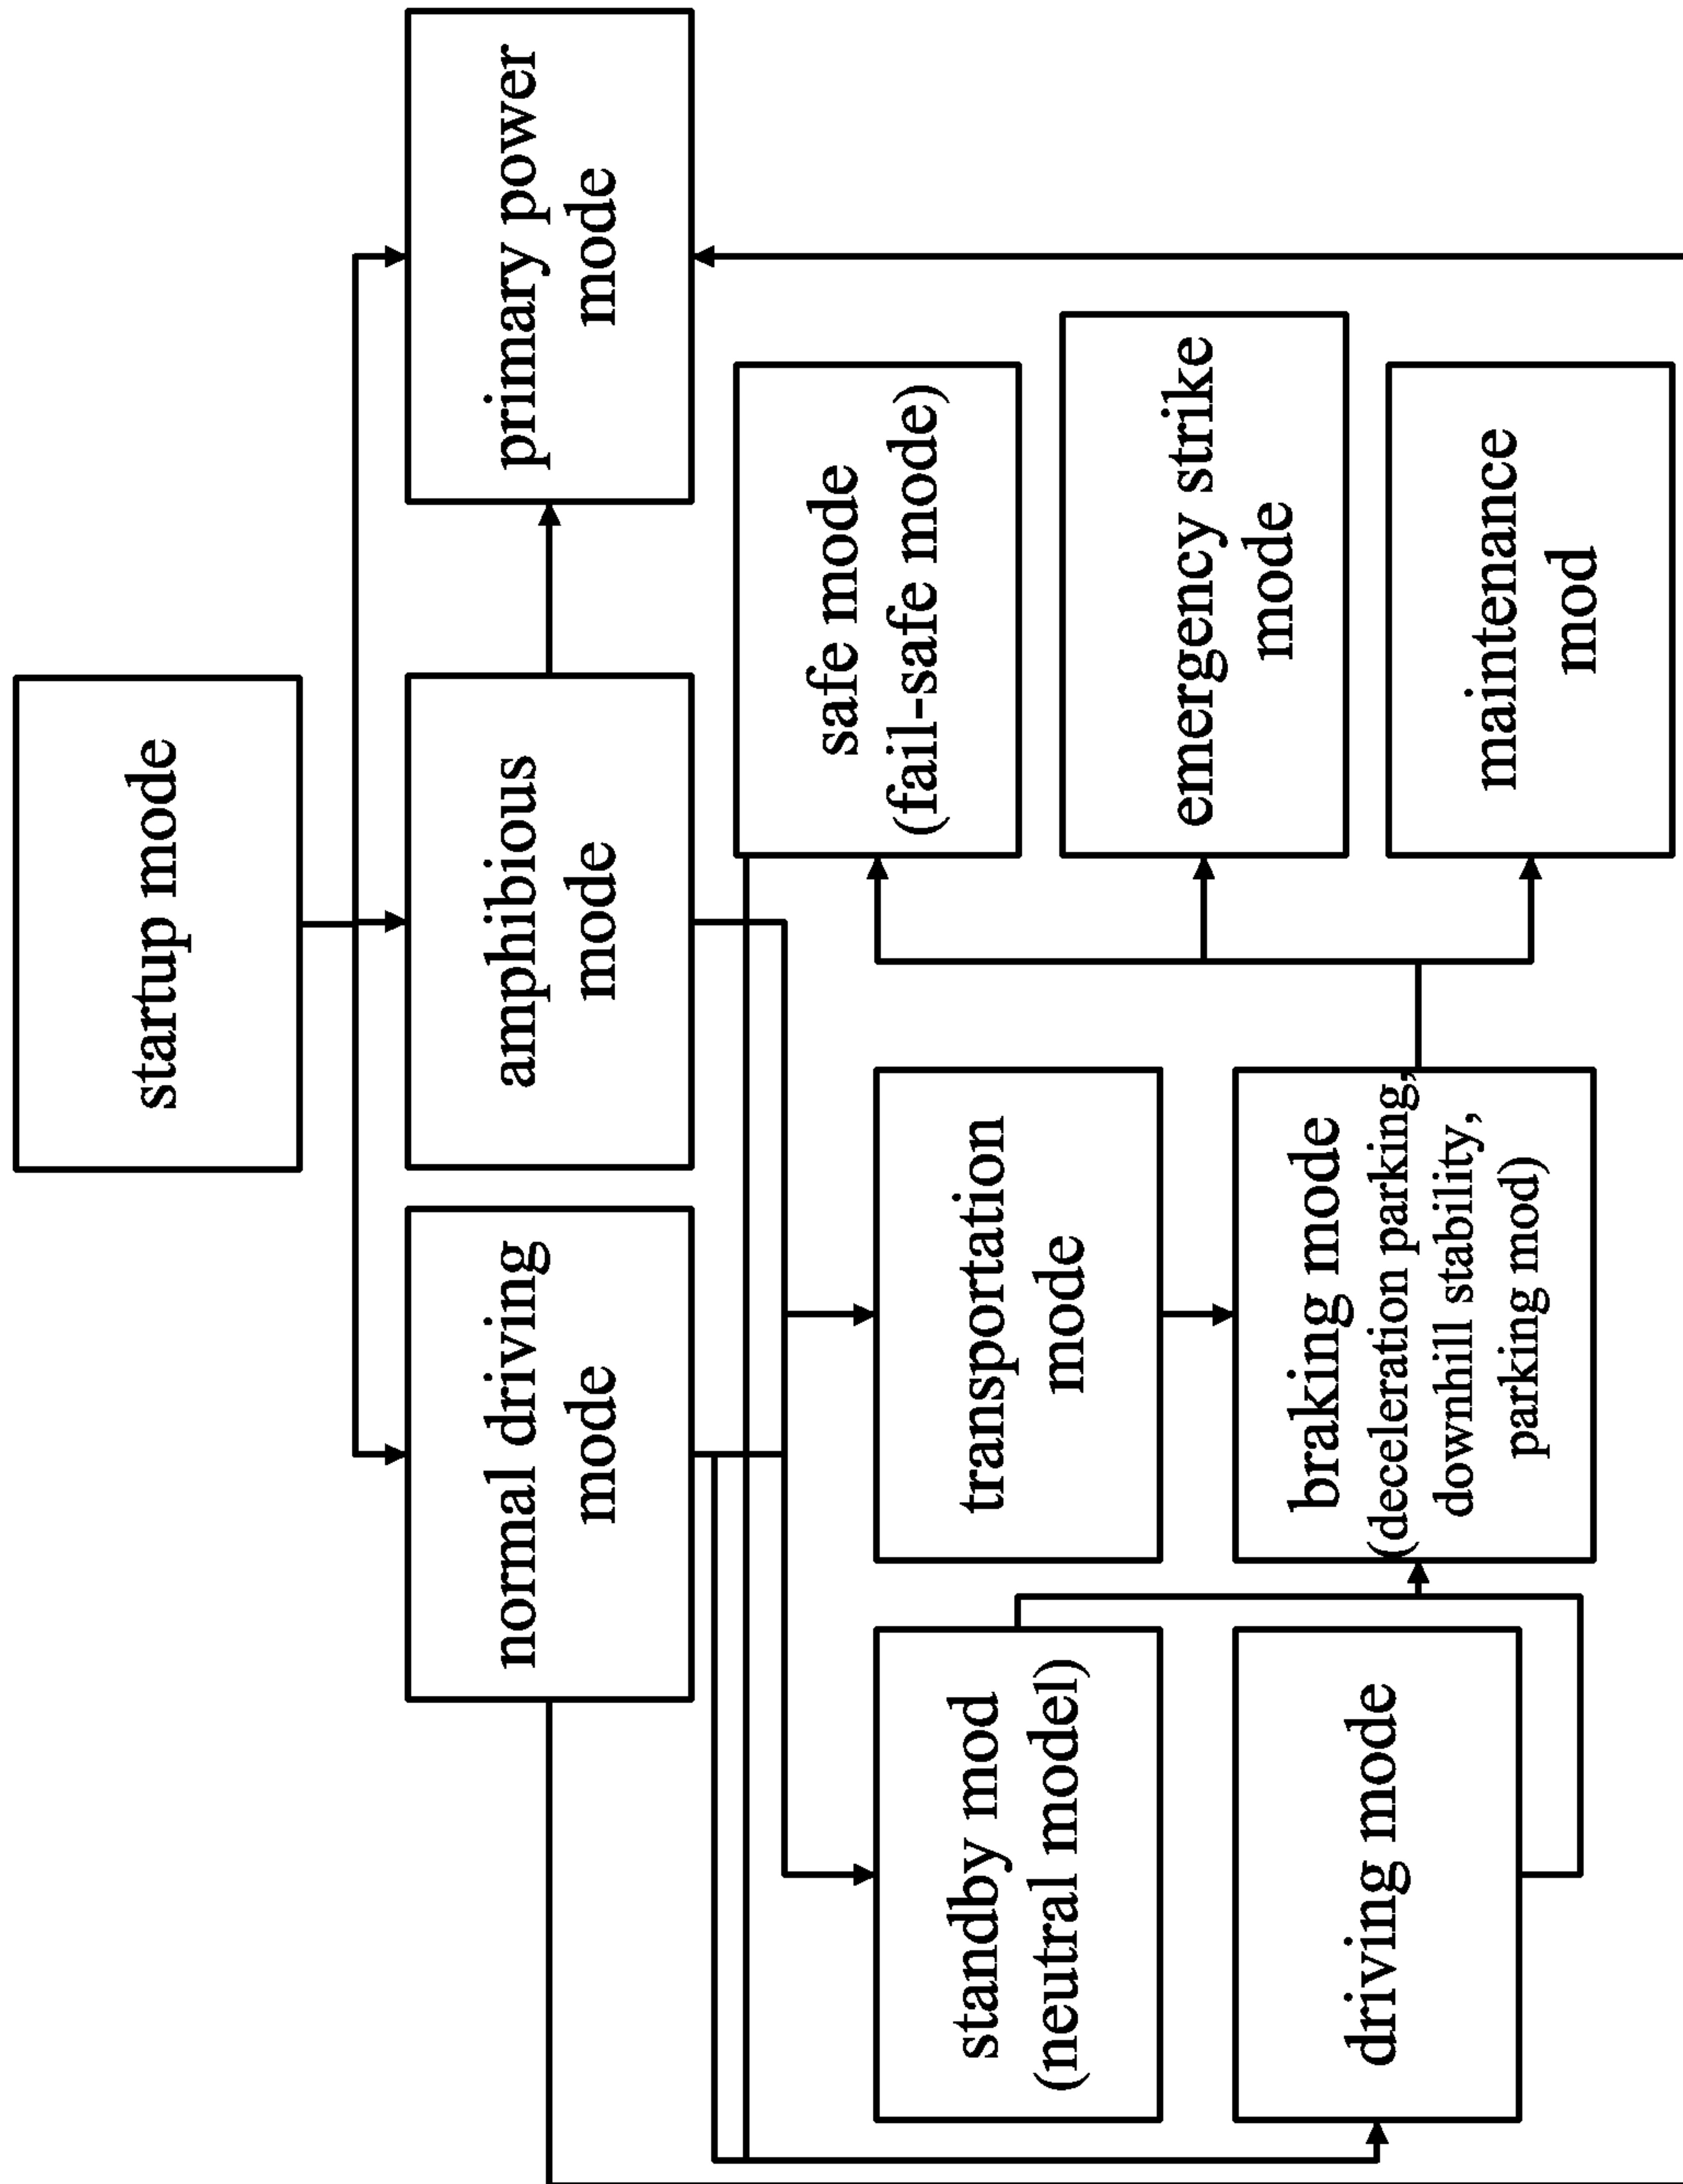 startup mode
normal driving
mode
amphibious
mode
primary power
mode
standby mod
(neutral model)
transportation
mode
safe mode
(fail-safe mode)
driving mode
braking mode
(deceleration parking,
downhill stability,
parking mod)
emergency strike
mode
maintenance
mod